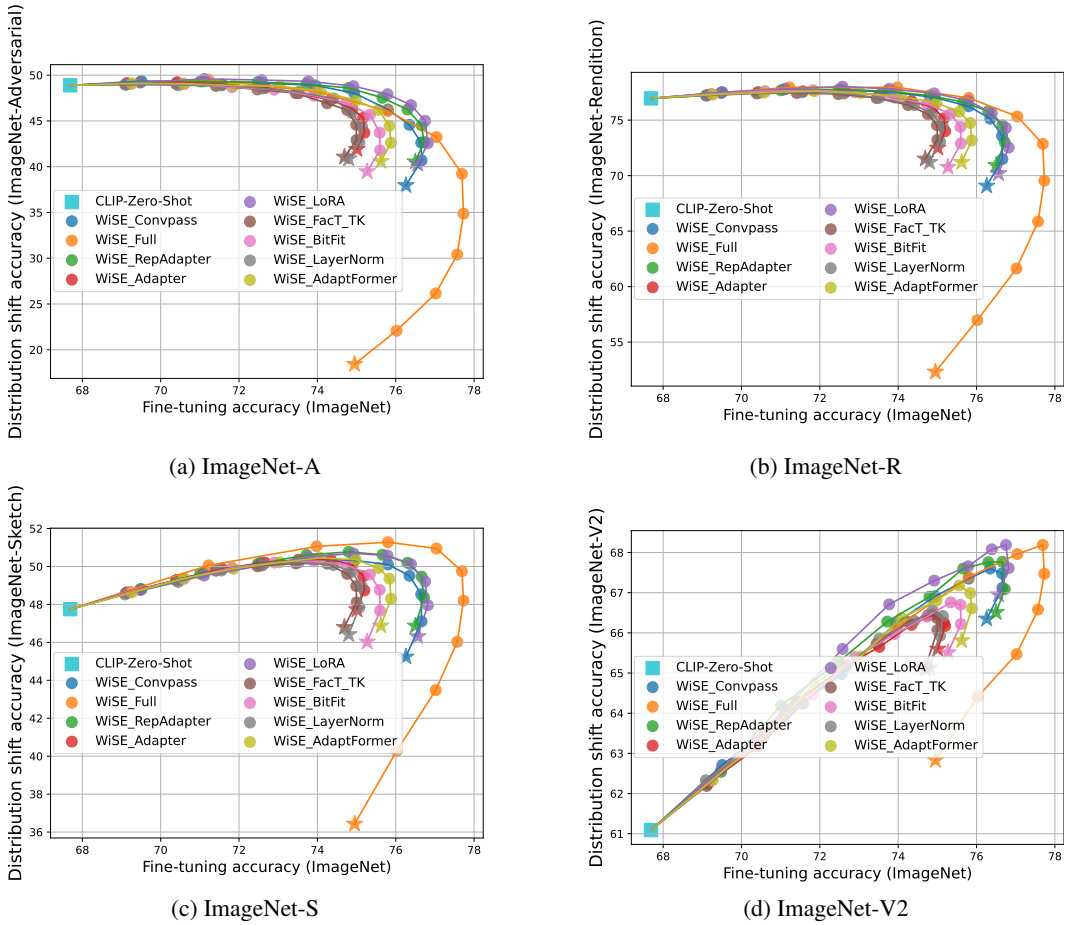 Distribution shift accuracy (ImageNet-Adversarial)
50
45
40
35
30
25
20
CLIP-Zero-Shot
WiSE_Convpass
WiSE_Full
WiSE_RepAdapter
WiSE_Adapter
WiSE_LoRA
WiSE_FacT_TK
WiSE_BitFit
WiSE_LayerNorm
WiSE_AdaptFormer
68 70 72 74 76 78
Fine-tuning accuracy (ImageNet)
(a) ImageNet-A
Distribution shift accuracy (ImageNet-Rendition)
75
70
65
60
55
CLIP-Zero-Shot
WiSE_Convpass
WiSE_Full
WiSE_RepAdapter
WiSE_Adapter
WiSE_LoRA
WiSE_FacT_TK
WiSE_BitFit
WiSE_LayerNorm
WiSE_AdaptFormer
68 70 72 74 76 78
Fine-tuning accuracy (ImageNet)
(b) ImageNet-R
Distribution shift accuracy (ImageNet-Sketch)
52
50
48
46
44
42
40
38
36
CLIP-Zero-Shot
WiSE_Convpass
WiSE_Full
WiSE_RepAdapter
WiSE_Adapter
WiSE_LoRA
WiSE_FacT_TK
WiSE_BitFit
WiSE_LayerNorm
WiSE_AdaptFormer
68 70 72 74 76 78
Fine-tuning accuracy (ImageNet)
(c) ImageNet-S
Distribution shift accuracy (ImageNet-V2)
68
67
66
65
64
63
62
61
CLIP-Zero-Shot
WiSE_Convpass
WiSE_Full
WiSE_RepAdapter
WiSE_Adapter
WiSE_LoRA
WiSE_FacT_TK
WiSE_BitFit
WiSE_LayerNorm
WiSE_AdaptFormer
68 70 72 74 76 78
Fine-tuning accuracy (ImageNet)
(d) ImageNet-V2